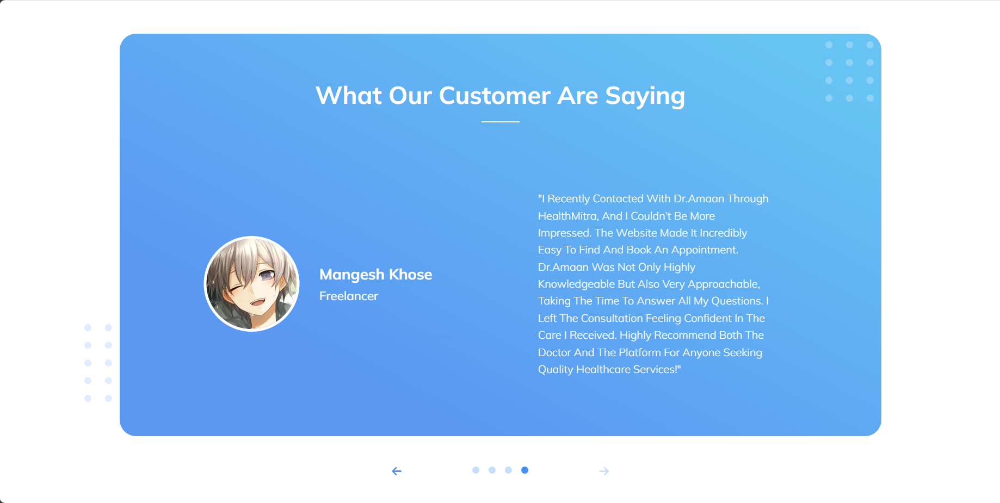 What Our Customer Are Saying
Mangesh Khose
Freelancer
"I Recently Contacted With Dr.Amaan Through
HealthMitra, And I Couldn’t Be More
Impressed. The Website Made It Incredibly
Easy To Find And Book An Appointment.
Dr.Amaan Was Not Only Highly
Knowledgeable But Also Very Approachable,
Taking The Time To Answer All My Questions. I
Left The Consultation Feeling Confident In The
Care I Received. Highly Recommend Both The
Doctor And The Platform For Anyone Seeking
Quality Healthcare Services!"